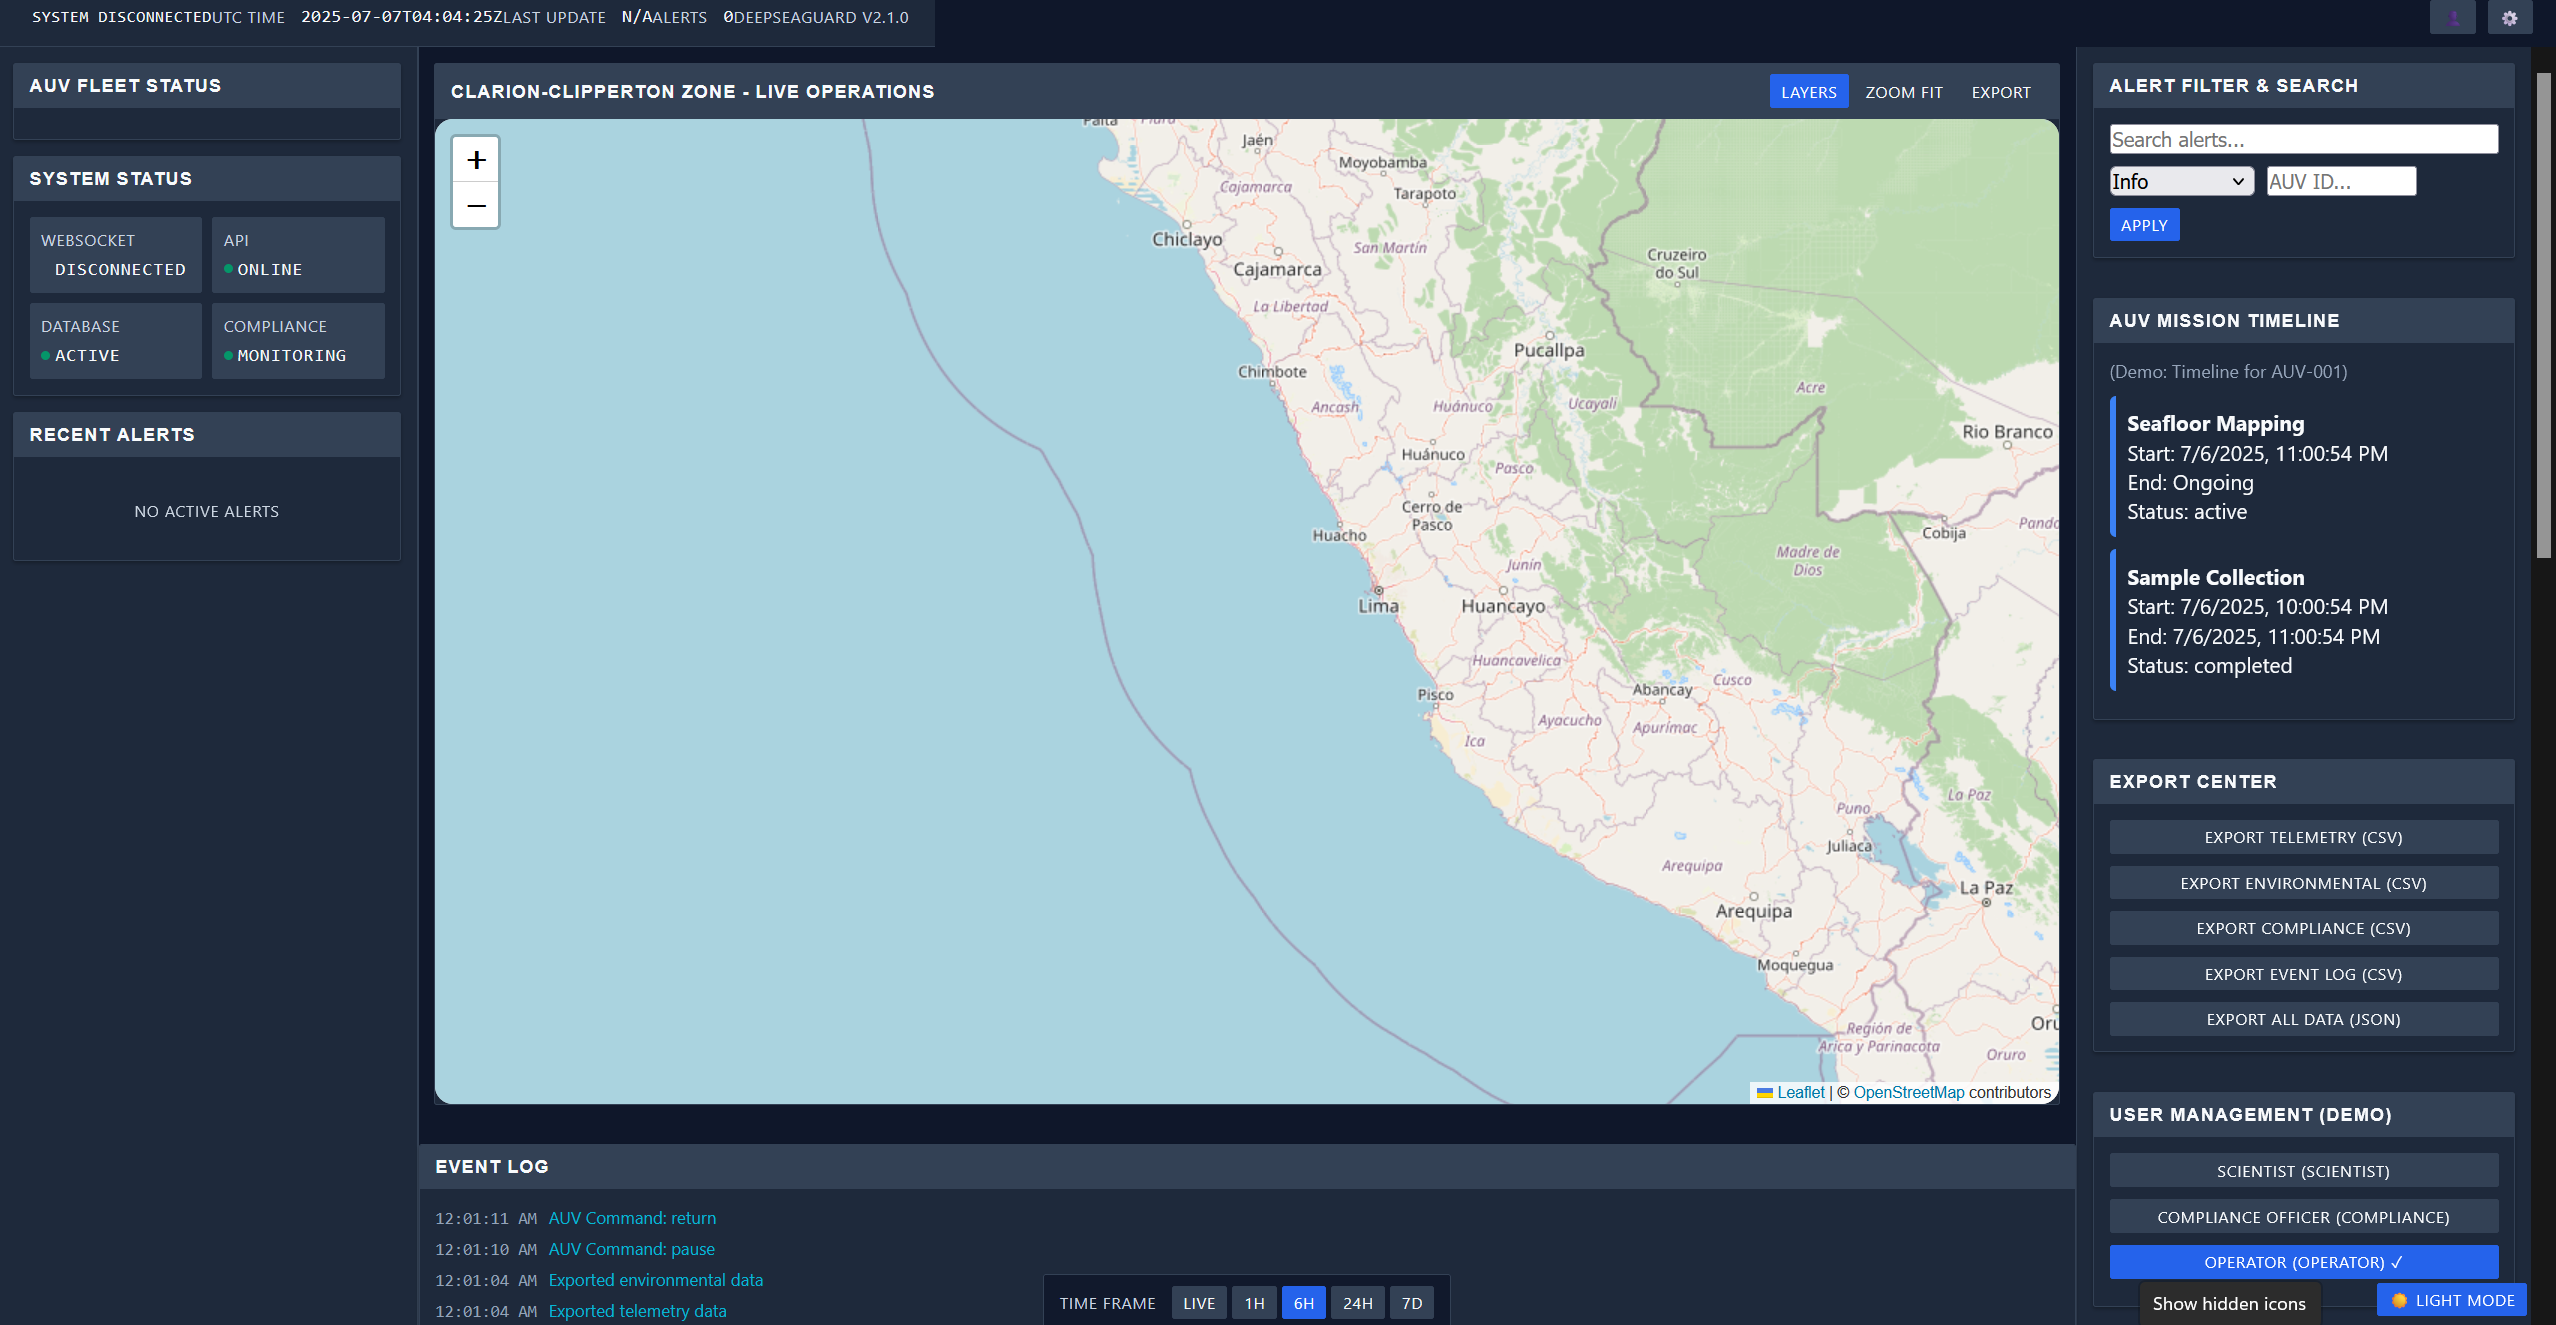 SYSTEM DISCONNECTEDUTC TIME 2025-07-07T04:04:25ZLAST UPDATE N/AALERTS 0DEEPSEAGUARD V2.1.0
AUV FLEET STATUS
SYSTEM STATUS
WEBSOCKET
DISCONNECTED
API
ONLINE
DATABASE
ACTIVE
COMPLIANCE
MONITORING
RECENT ALERTS
NO ACTIVE ALERTS
CLARION-CLIPPERTON ZONE - LIVE OPERATIONS
LAYERS ZOOM FIT EXPORT
+
−
Paita
Piura
Jaén
Moyobamba
Cajamarca
Tarapoto
Chiclayo
San Martín
Cruzeiro
do Sul
Cajamarca
La Libertad
Pucallpa
Chimbote
Acre
Ancash
Huánuco
Ucayali
Rio Branco
Huánuco
Pasco
Cerro de
Pasco
Huacho
Pando
Cobija
Madre de
Dios
Junín
Lima
Huancayo
Huancavelica
Cusco
Abancay
Pisco
Ayacucho
Apurímac
Ica
La Paz
Puno
Juliaca
Arequipa
La Paz
Arequipa
Moquegua
Oru
Región de
Arica y Parinacota
Oruro
Leaflet | © OpenStreetMap contributors
EVENT LOG
12:01:11 AM AUV Command: return
12:01:10 AM AUV Command: pause
12:01:04 AM Exported environmental data
12:01:04 AM Exported telemetry data
TIME FRAME LIVE 1H 6H 24H 7D
ALERT FILTER & SEARCH
Search alerts...
Info AUV ID...
APPLY
AUV MISSION TIMELINE
(Demo: Timeline for AUV-001)
Seafloor Mapping
Start: 7/6/2025, 11:00:54 PM
End: Ongoing
Status: active
Sample Collection
Start: 7/6/2025, 10:00:54 PM
End: 7/6/2025, 11:00:54 PM
Status: completed
EXPORT CENTER
EXPORT TELEMETRY (CSV)
EXPORT ENVIRONMENTAL (CSV)
EXPORT COMPLIANCE (CSV)
EXPORT EVENT LOG (CSV)
EXPORT ALL DATA (JSON)
USER MANAGEMENT (DEMO)
SCIENTIST (SCIENTIST)
COMPLIANCE OFFICER (COMPLIANCE)
OPERATOR (OPERATOR) ✓
Show hidden icons
LIGHT MODE